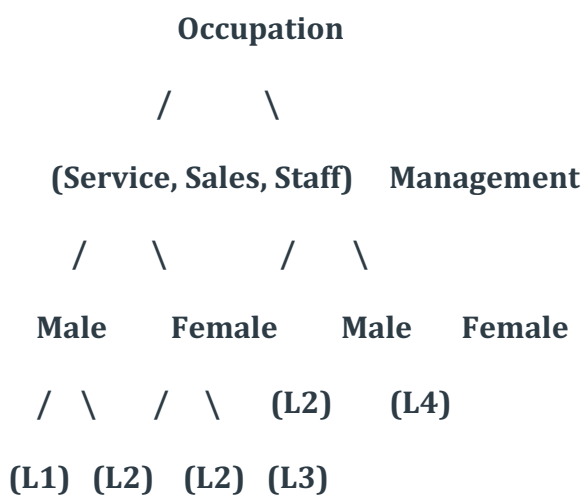 Occupation
/ \
(Service, Sales, Staff) Management
/ \ / \
Male Female Male Female
/ \ / \ (L2) (L4)
(L1) (L2) (L2) (L3)